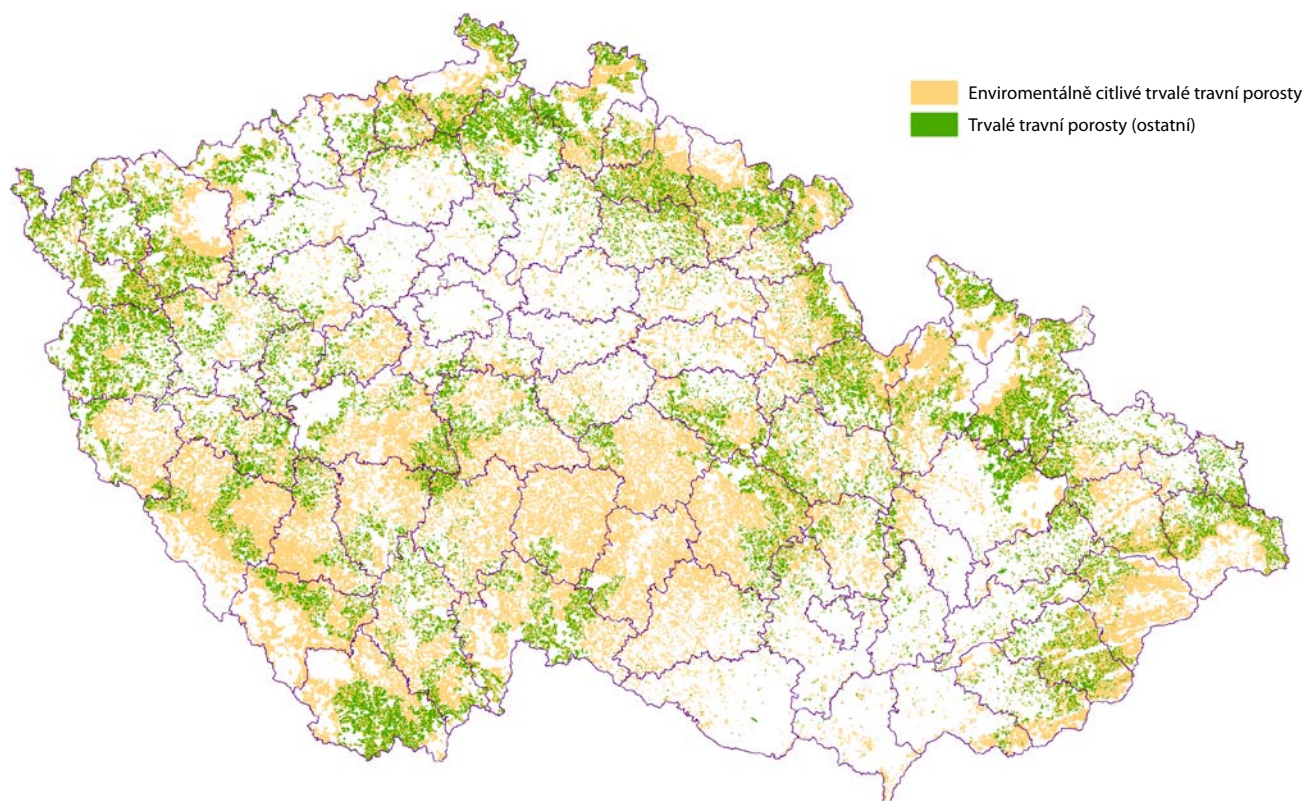 Enviromentálně citlivé trvalé travní porosty
Trvalé travní porosty (ostatní)